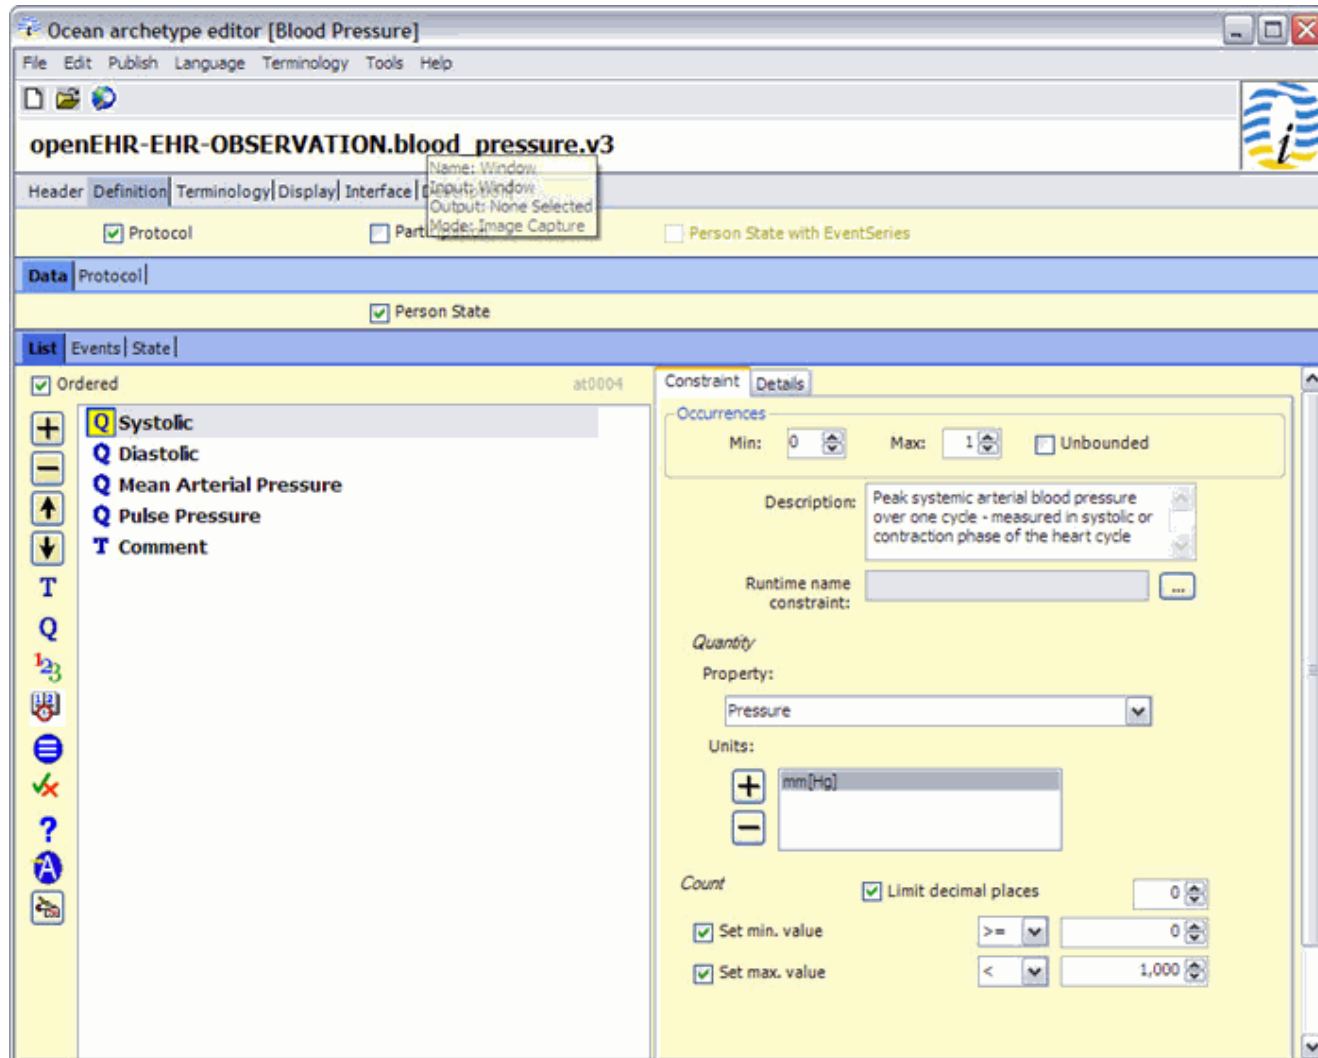 Ocean archetype editor [Blood Pressure]
File Edit Publish Language Terminology Tools Help
openEHR-EHR-OBSERVATION.blood_pressure.v3
Name: Window
Input: Window
Output: None Selected
Mode: Image Capture
Header Definition Terminology Display Interface
Protocol Person State with EventSeries
Data Protocol
Person State
List Events State
Ordered at0004
Systolic
Diastolic
Mean Arterial Pressure
Pulse Pressure
Comment
Constraint Details
Occurrences
Min: 0 Max: 1 Unbounded
Description: Peak systemic arterial blood pressure
over one cycle - measured in systolic or
contraction phase of the heart cycle
Runtime name
constraint: ...
Quantity
Property:
Pressure
Units:
mm[Hg]
Count Limit decimal places 0
Set min. value >= 0
Set max. value < 1,000